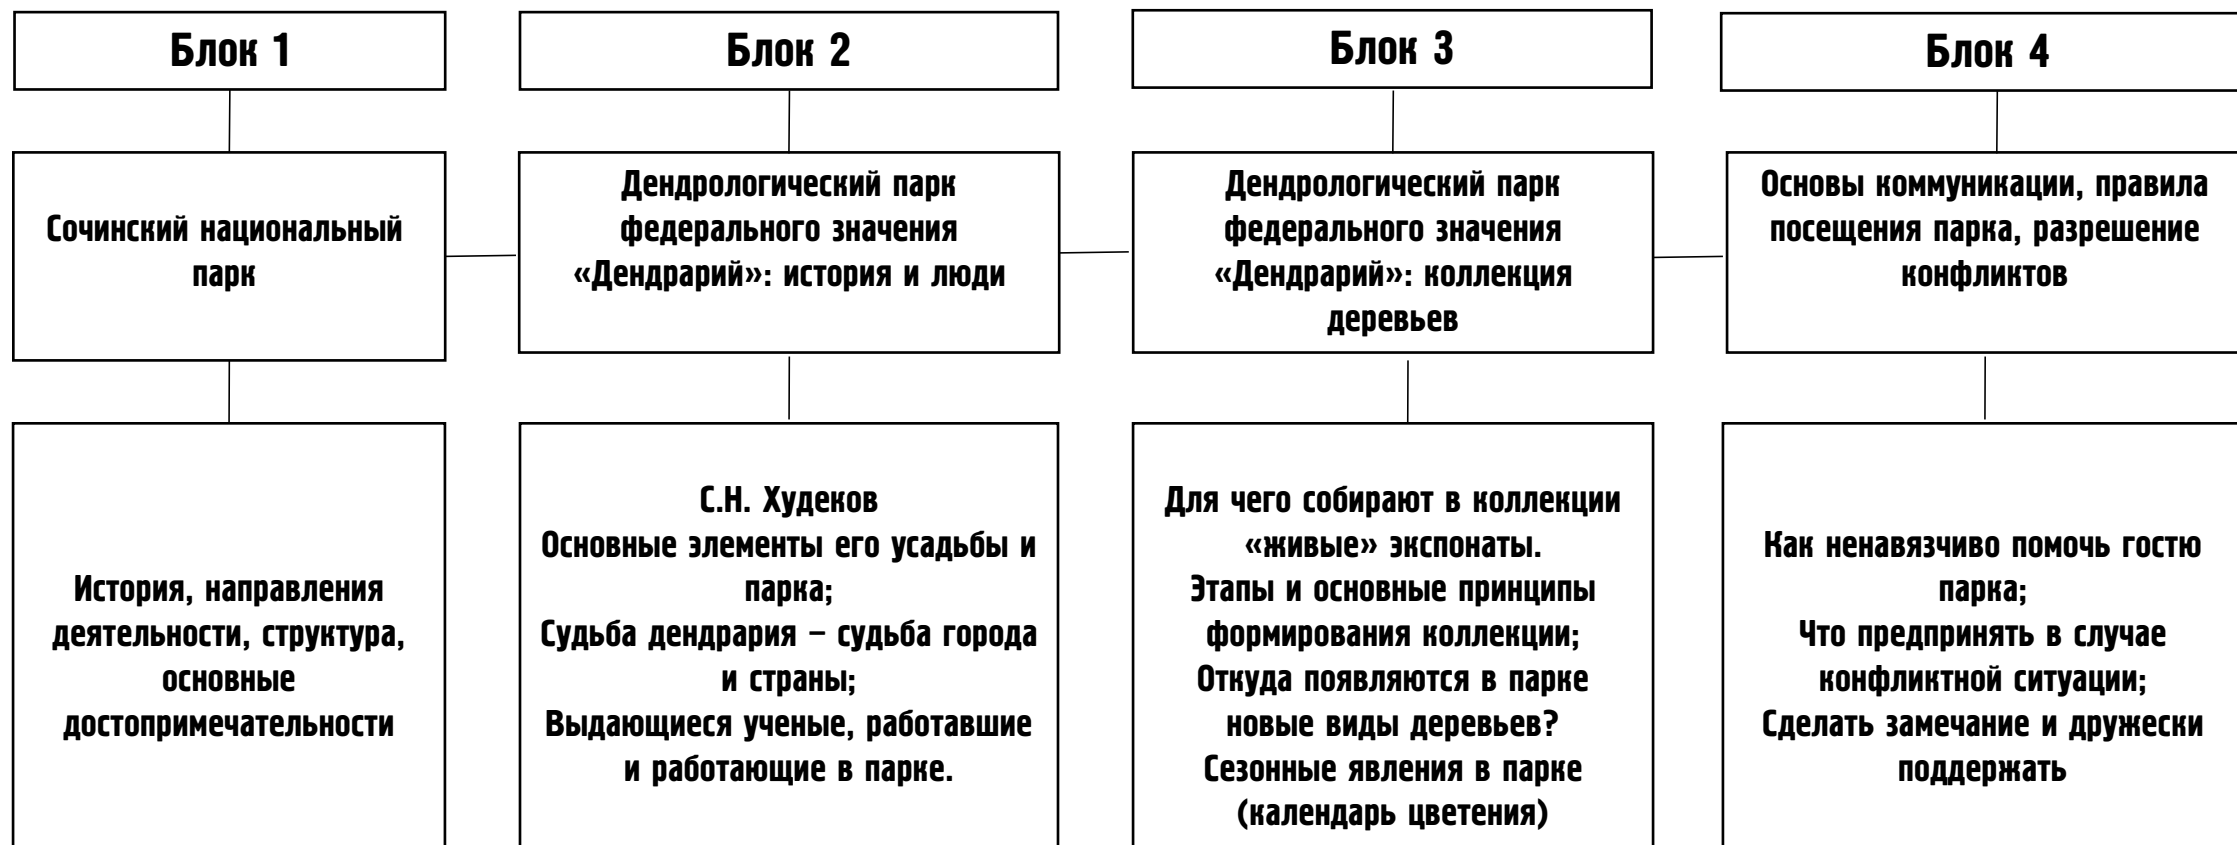 Блок 1
Блок 2
Блок 3
Блок 4
Сочинский национальный
парк
Дендрологический парк
федерального значения
«Дендрарий»: история и люди
Дендрологический парк
федерального значения
«Дендрарий»: коллекция
деревьев
Основы коммуникации, правила
посещения парка, разрешение
конфликтов
История, направления
деятельности, структура,
основные
достопримечательности
С.Н. Худеков
Основные элементы его усадьбы и
парка;
Судьба дендрария – судьба города
и страны;
Выдающиеся ученые, работавшие
и работающие в парке.
Для чего собирают в коллекции
«живые» экспонаты.
Этапы и основные принципы
формирования коллекции;
Откуда появляются в парке
новые виды деревьев?
Сезонные явления в парке
(календарь цветения)
Как ненавязчиво помочь гостю
парка;
Что предпринять в случае
конфликтной ситуации;
Сделать замечание и дружески
поддержать